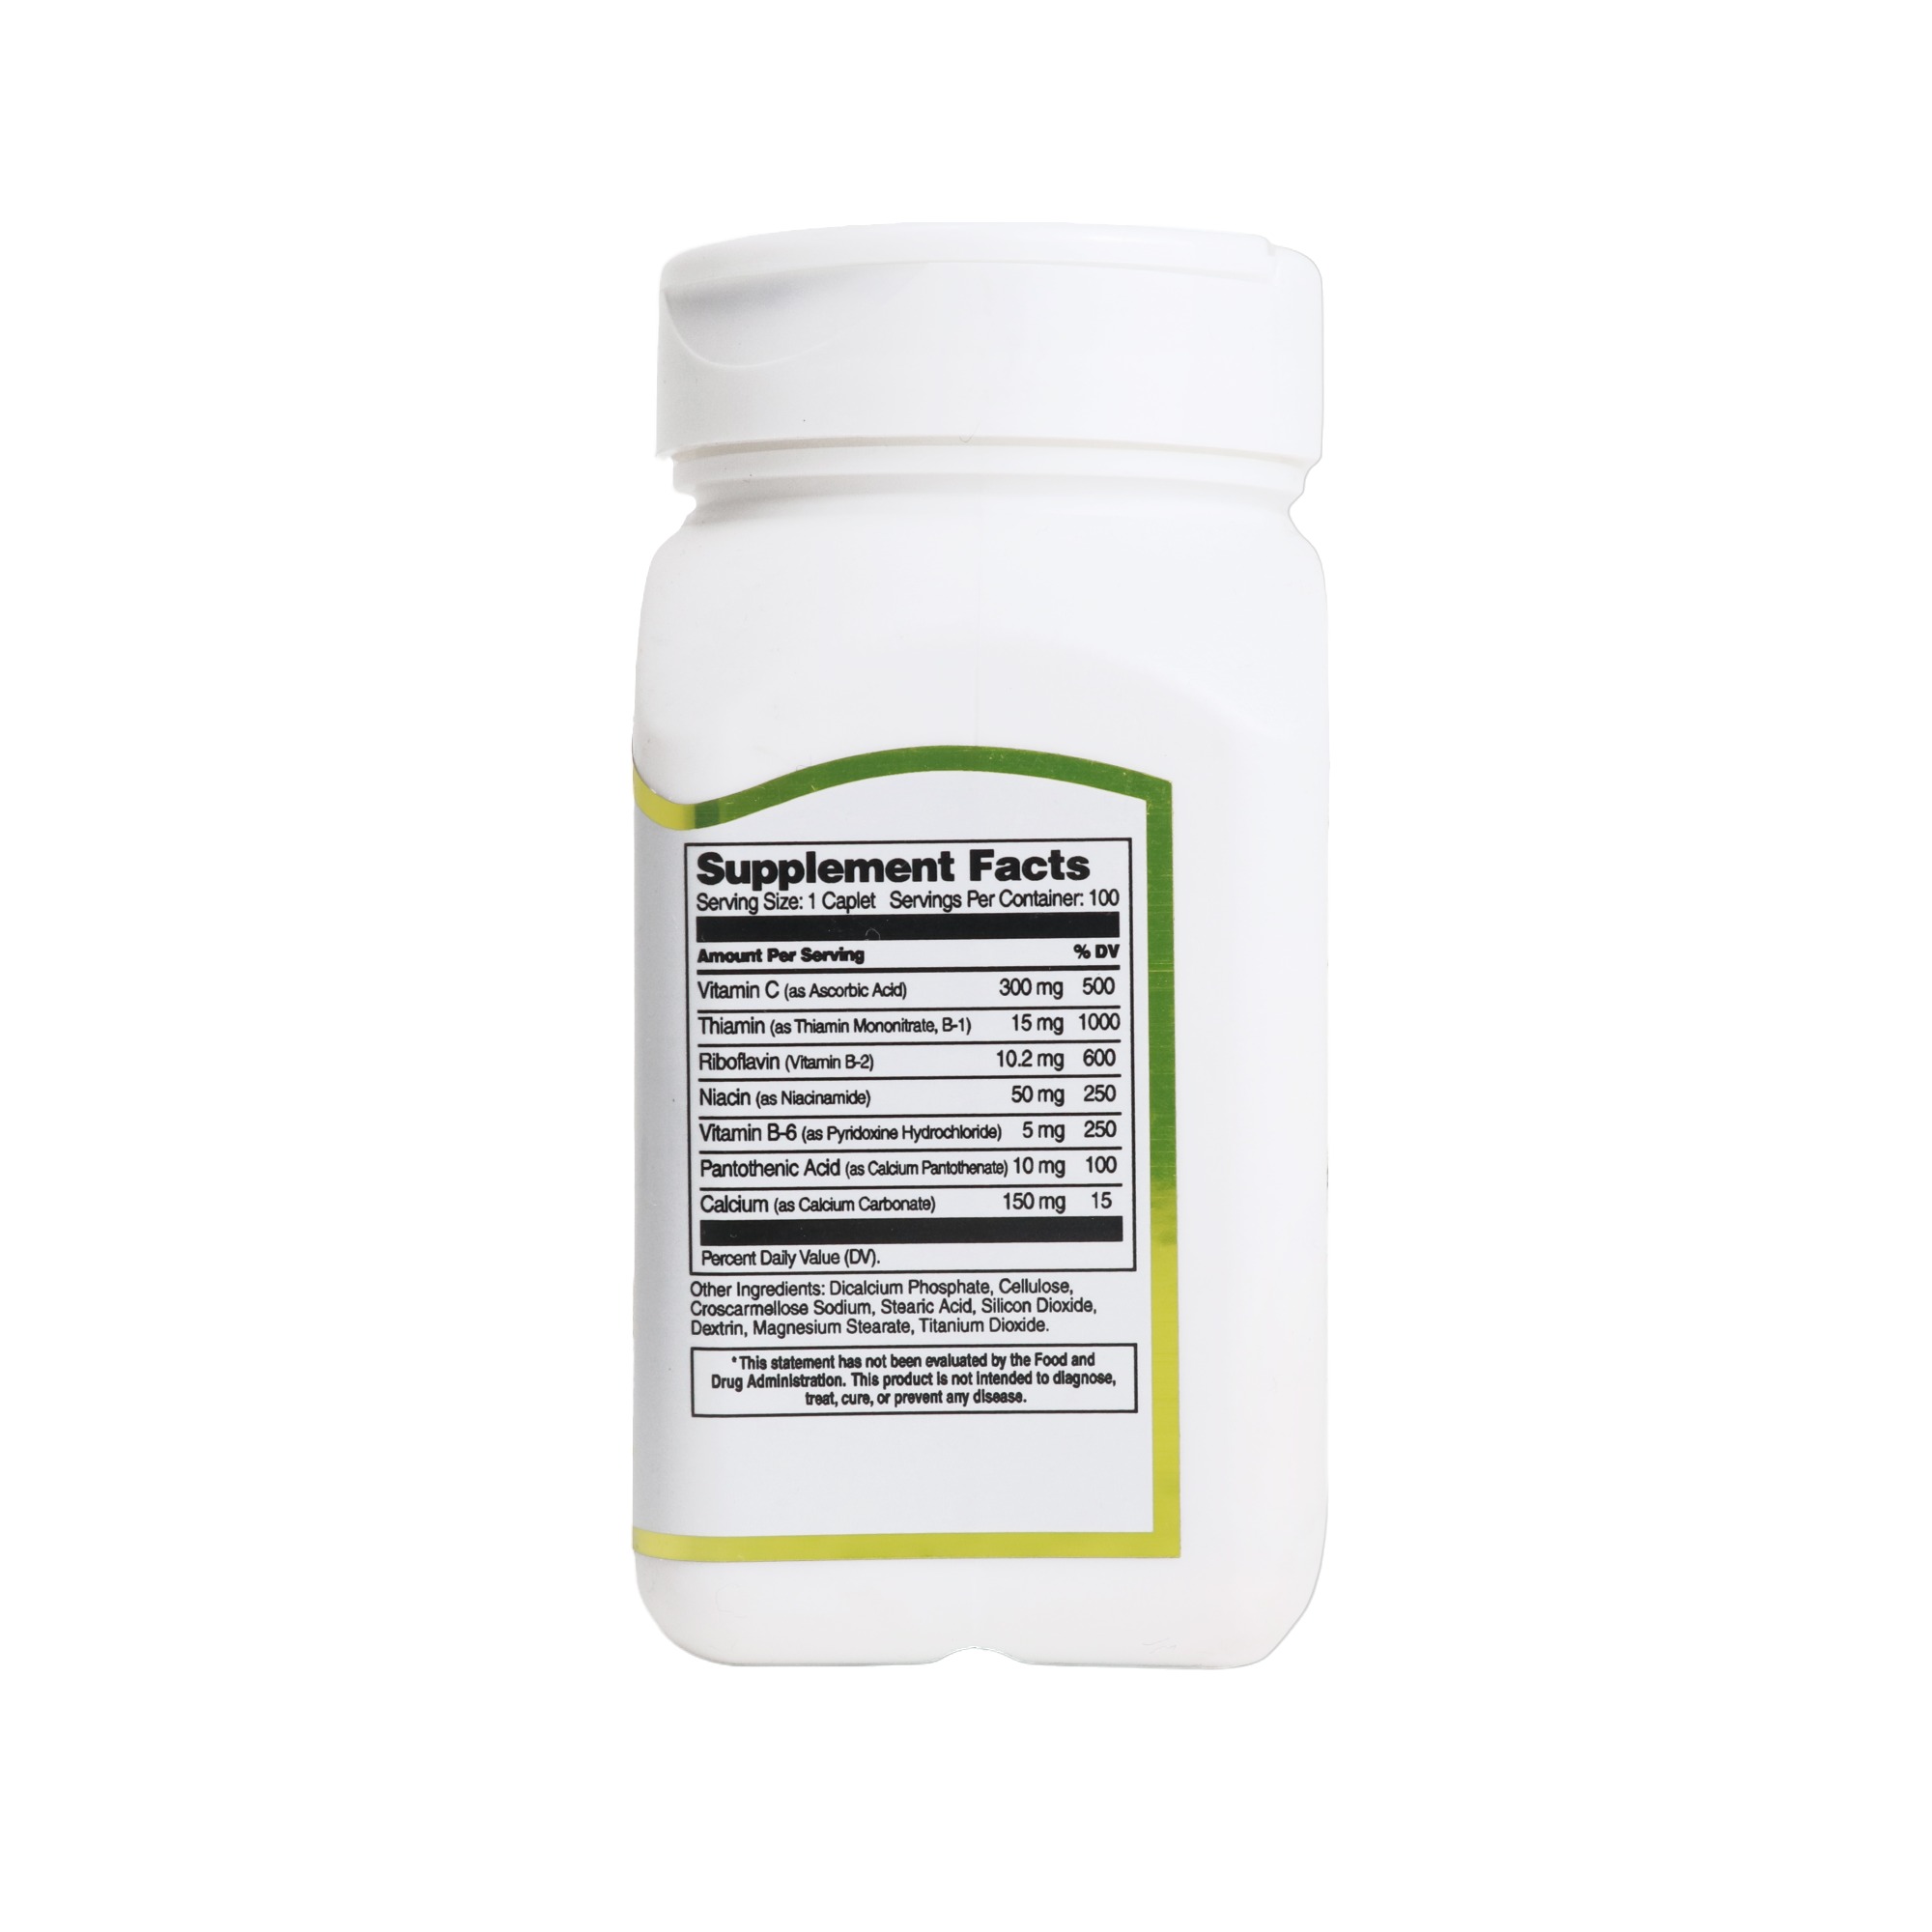 Supplement Facts
Serving Size: 1 Caplet Servings Per Container: 100
Amount Per Serving % DV
Vitamin C (as Ascorbic Acid) 300 mg 500
Thiamin (as Thiamin Mononitrate, B-1) 15 mg 1000
Riboflavin (Vitamin B-2) 10.2 mg 600
Niacin (as Niacinamide) 50 mg 250
Vitamin B-6 (as Pyridoxine Hydrochloride) 5 mg 250
Pantothenic Acid (as Calcium Pantothenate) 10 mg 100
Calcium (as Calcium Carbonate) 150 mg 15
Percent Daily Value (DV).
Other Ingredients: Dicalcium Phosphate, Cellulose,
Croscarmellose Sodium, Stearic Acid, Silicon Dioxide,
Dextrin, Magnesium Stearate, Titanium Dioxide.
*This statement has not been evaluated by the Food and
Drug Administration. This product is not intended to diagnose,
treat, cure, or prevent any disease.